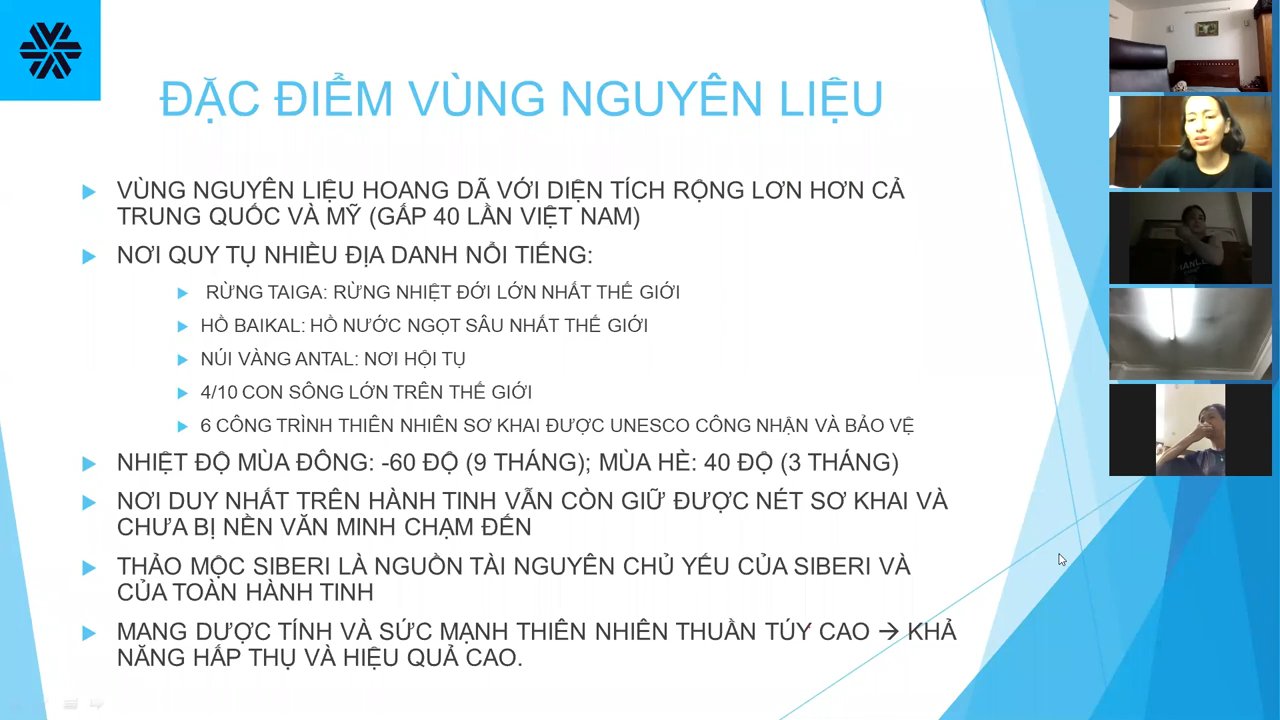 ĐẶC ĐIỂM VÙNG NGUYÊN LIỆU
VÙNG NGUYÊN LIỆU HOANG DÃ VỚI DIỆN TÍCH RỘNG LƠN HƠN CẢ
TRUNG QUỐC VÀ MỸ (GẤP 40 LẦN VIỆT NAM)
NƠI QUY TỤ NHIỀU ĐỊA DANH NỔI TIẾNG:
RỪNG TAIGA: RỪNG NHIỆT ĐỚI LỚN NHẤT THẾ GIỚI
HỒ BAIKAL: HỒ NƯỚC NGỌT SÂU NHẤT THẾ GIỚI
NÚI VÀNG ANTAL: NƠI HỘI TỤ
4/10 CON SÔNG LỚN TRÊN THẾ GIỚI
6 CÔNG TRÌNH THIÊN NHIÊN SƠ KHAI ĐƯỢC UNESCO CÔNG NHẬN VÀ BẢO VỆ
NHIỆT ĐỘ MÙA ĐÔNG: -60 ĐỘ (9 THÁNG); MÙA HÈ: 40 ĐỘ (3 THÁNG)
NƠI DUY NHẤT TRÊN HÀNH TINH VẪN CÒN GIỮ ĐƯỢC NÉT SƠ KHAI VÀ
CHƯA BỊ NỀN VĂN MINH CHẠM ĐẾN
THẢO MỘC SIBERI LÀ NGUỒN TÀI NGUYÊN CHỦ YẾU CỦA SIBERI VÀ
CỦA TOÀN HÀNH TINH
MANG DƯỢC TÍNH VÀ SỨC MẠNH THIÊN NHIÊN THUẦN TÚY CAO → KHẢ
NĂNG HẤP THỤ VÀ HIỆU QUẢ CAO.